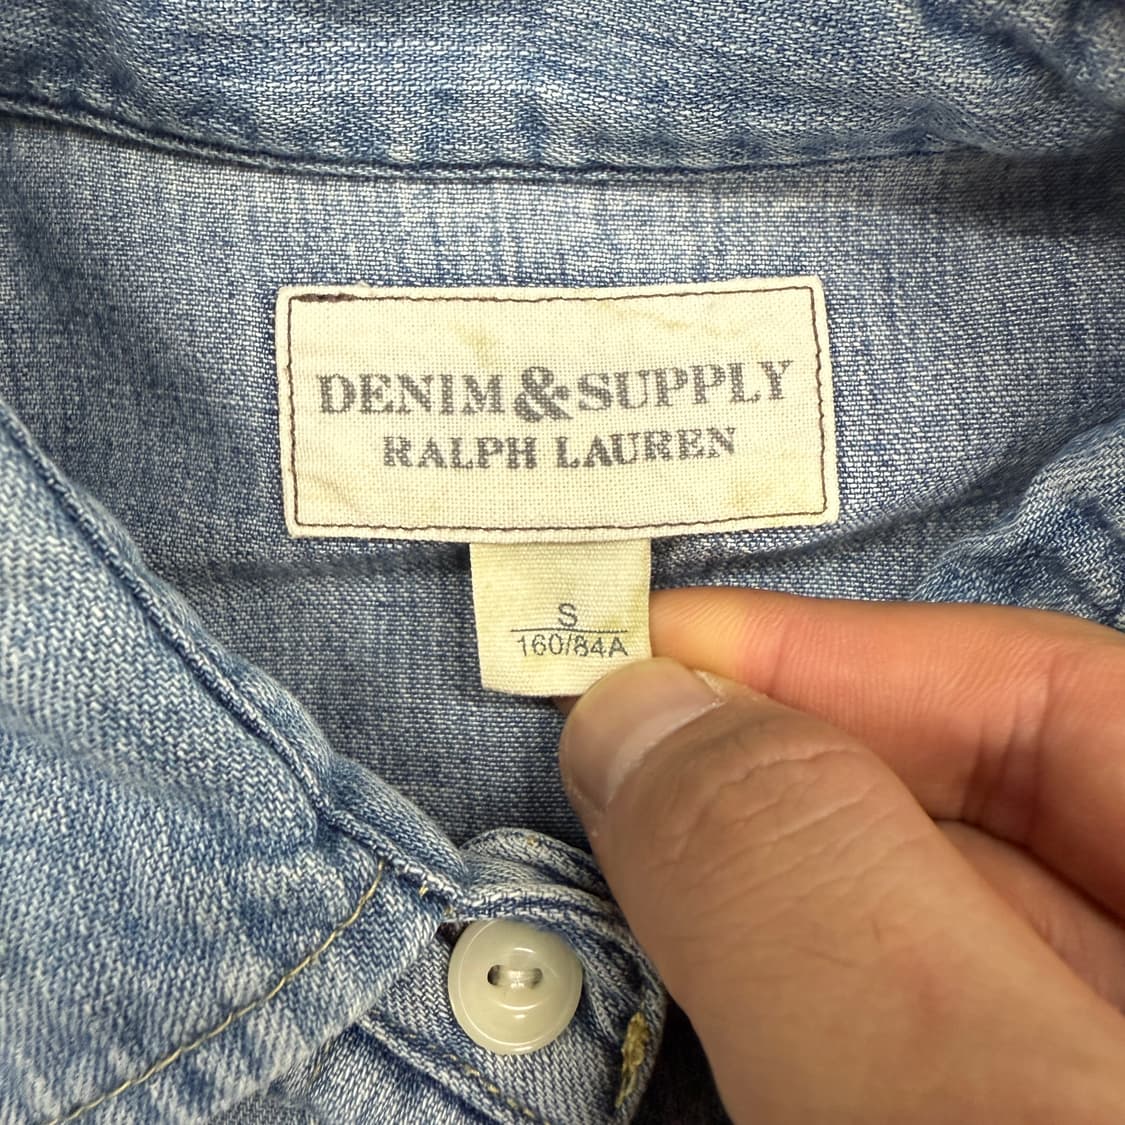 DENIM & SUPPLY
RALPH LAUREN
S
160/84A